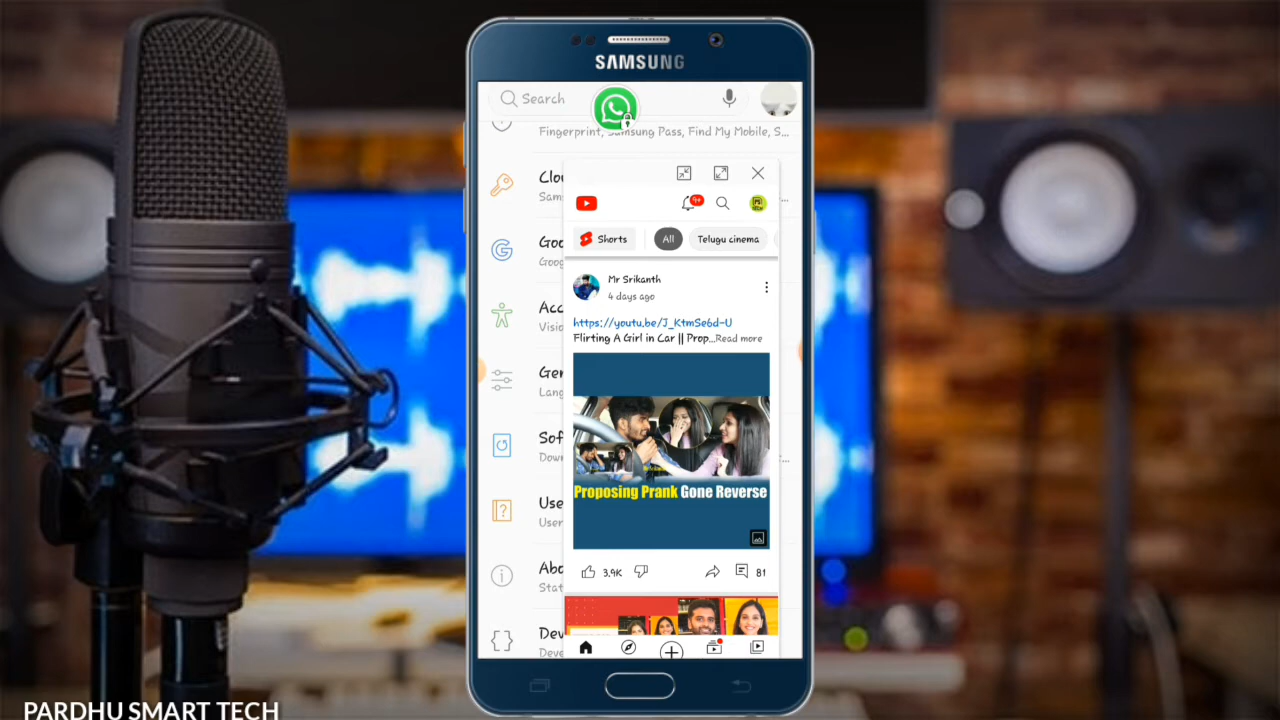 SAMSUNG
Search
Fingerprint, Samsung Pass, Find My Mobile, S...
Clou
Sam
9+
Shorts
All
Telugu cinema
Goo
Goog
Mr Srikanth
4 days ago
Acc
Visio
https://youtu.be/J_KtmSe6d-U
Flirting A Girl in Car || Prop...Read more
Gen
Lang
Sof
Dow
Proposing Prank Gone Reverse
Use
User
3.9K
81
Abo
Stat
Dev
Deve
PARDHU SMART TECH